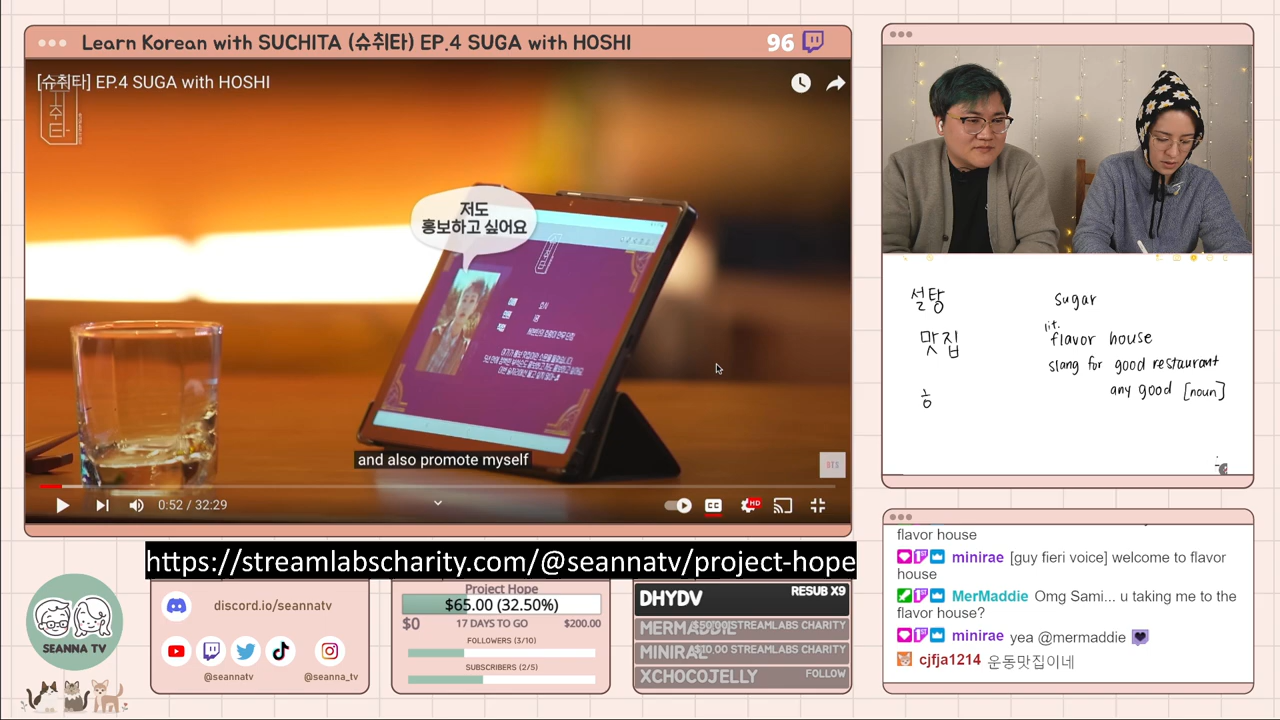 Learn Korean with SUCHITA (슈취타) EP.4 SUGA with HOSHI
96
[슈취타] EP.4 SUGA with HOSHI
저도
홍보하고 싶어요
and also promote myself
BTS
0:52 / 32:29
CC
HD
설탕
sugar
맛집
lit.
flavor house
slang for good restaurant
any good [noun]
흐
flavor house
minirae [guy fieri voice] welcome to flavor
house
MerMaddie Omg Sami... u taking me to the
flavor house?
minirae yea @mermaddie
cjfja1214 운동맛집이네
https://streamlabscharity.com/@seannatv/project-hope
SEANNA TV
discord.io/seannatv
@seannatv
@seanna_tv
Project Hope
$65.00 (32.50%)
$0
17 DAYS TO GO
$200.00
FOLLOWERS (3/10)
SUBSCRIBERS (2/5)
DHYDV
RESUB X9
MERMADDIE
$50.00 STREAMLABS CHARITY
MINIRAE
$10.00 STREAMLABS CHARITY
XCHOCOJELLY
FOLLOW